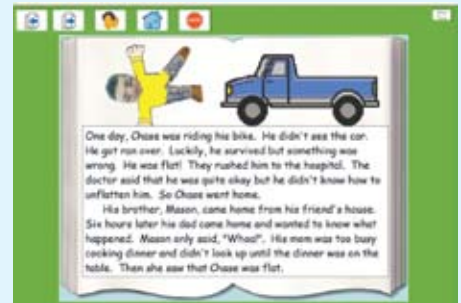 One day, Chase was riding his bike. He didn't see the car.
He got ran over. Luckily, he survived but something was
wrong. He was flat! They rushed him to the hospital. The
doctor said that he was quite okay but he didn't know how to
unflatten him. So Chase went home.
His brother, Mason, came home from his friend's house.
Six hours later his dad came home and wanted to know what
happened. Mason only said, "Whoa!". His mom was too busy
cooking dinner and didn't look up until the dinner was on the
table. Then she saw that Chase was flat.